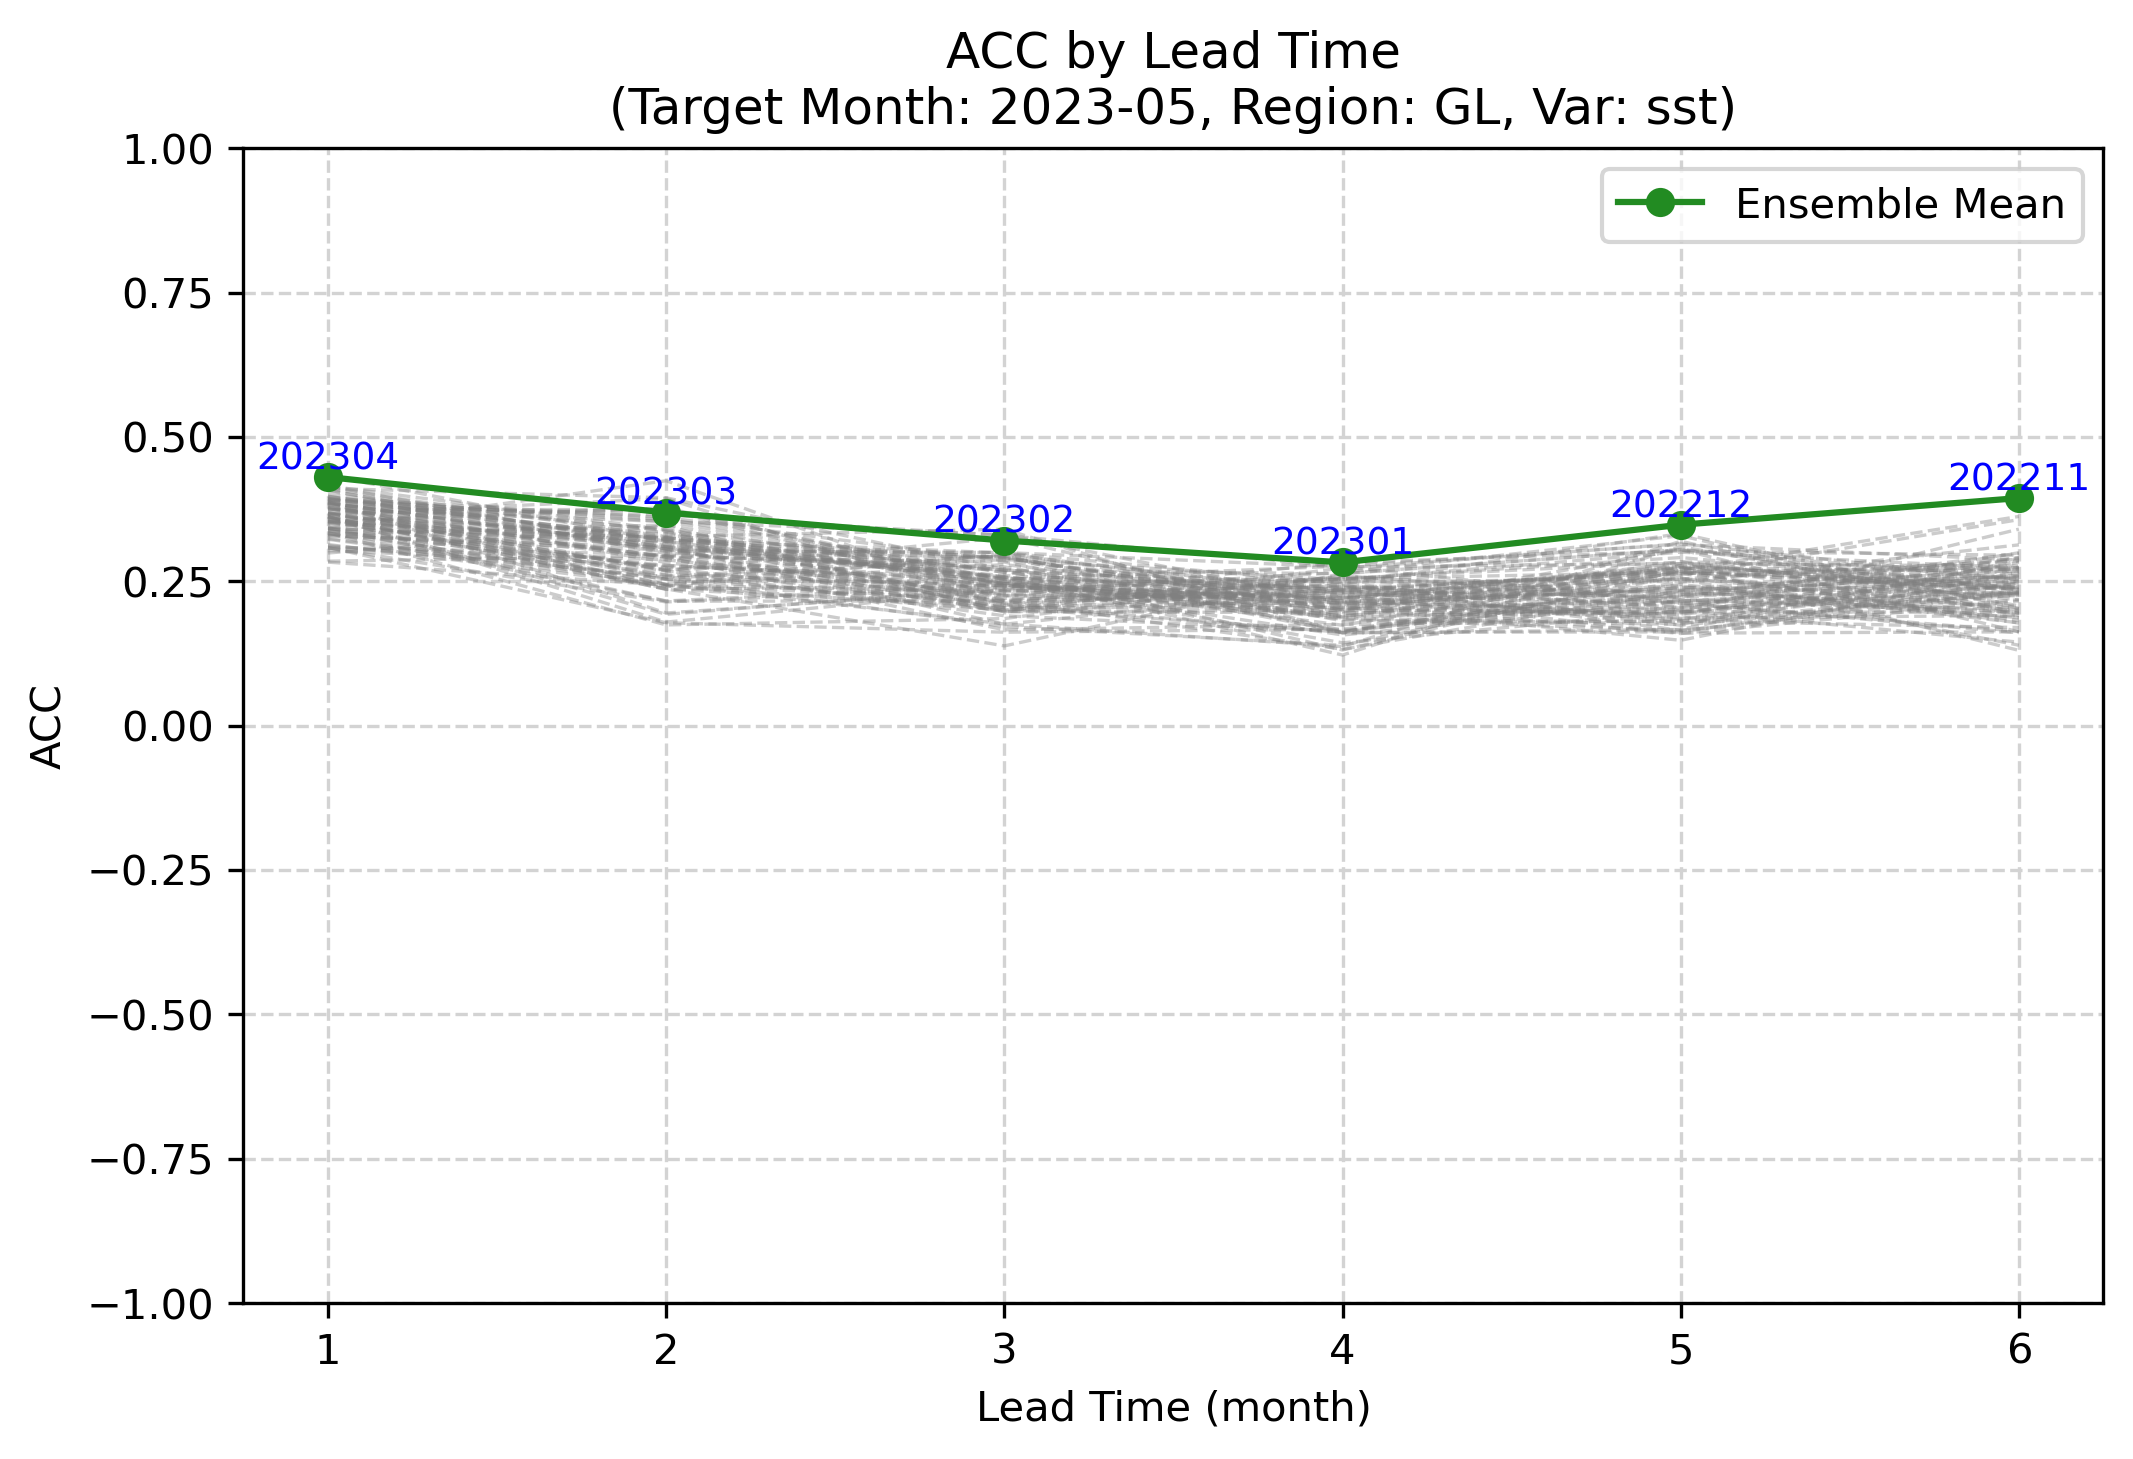 ACC by Lead Time
(Target Month: 2023-05, Region: GL, Var: sst)
1.00
0.75
0.50
0.25
0.00
−0.25
−0.50
−0.75
−1.00
ACC
Ensemble Mean
202304
202303
202302
202301
202212
202211
1 2 3 4 5 6
Lead Time (month)